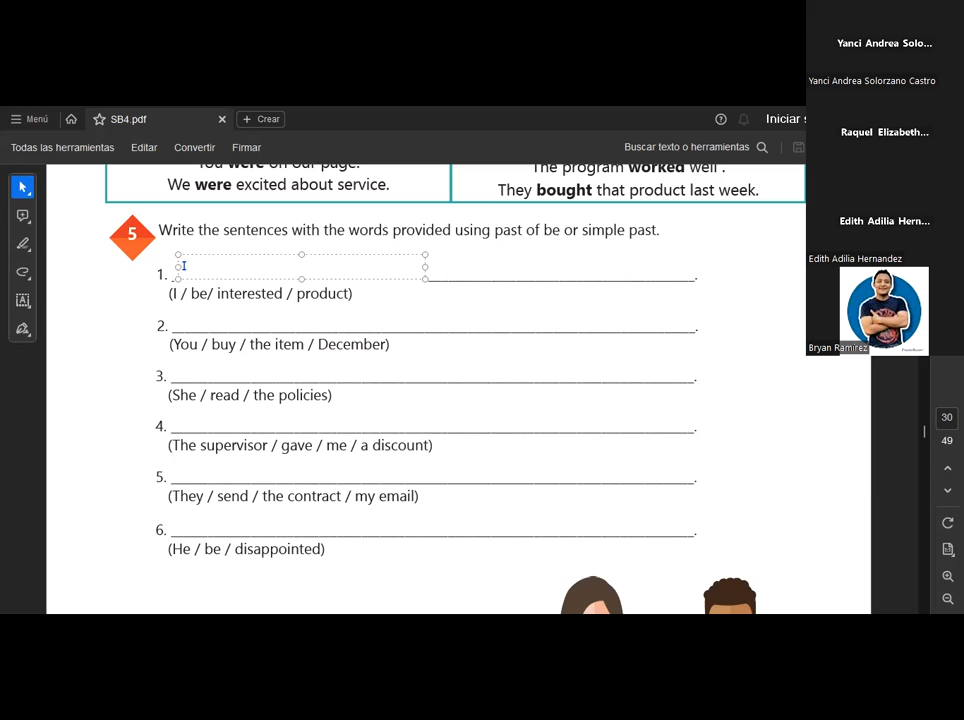 Yanci Andrea Solo...
Yanci Andrea Solorzano Castro
Raquel Elizabeth...
Edith Adilia Hern...
Edith Adilia Hernandez
Bryan Ramirez
Menú
SB4.pdf
Crear
Iniciar s
Todas las herramientas
Editar
Convertir
Firmar
Buscar texto o herramientas
You were on our page.
We were excited about service.
The program worked well .
They bought that product last week.
5
Write the sentences with the words provided using past of be or simple past.
1. .
(I / be/ interested / product)
2. .
(You / buy / the item / December)
3. .
(She / read / the policies)
4. .
(The supervisor / gave / me / a discount)
5. .
(They / send / the contract / my email)
6. .
(He / be / disappointed)
30
49